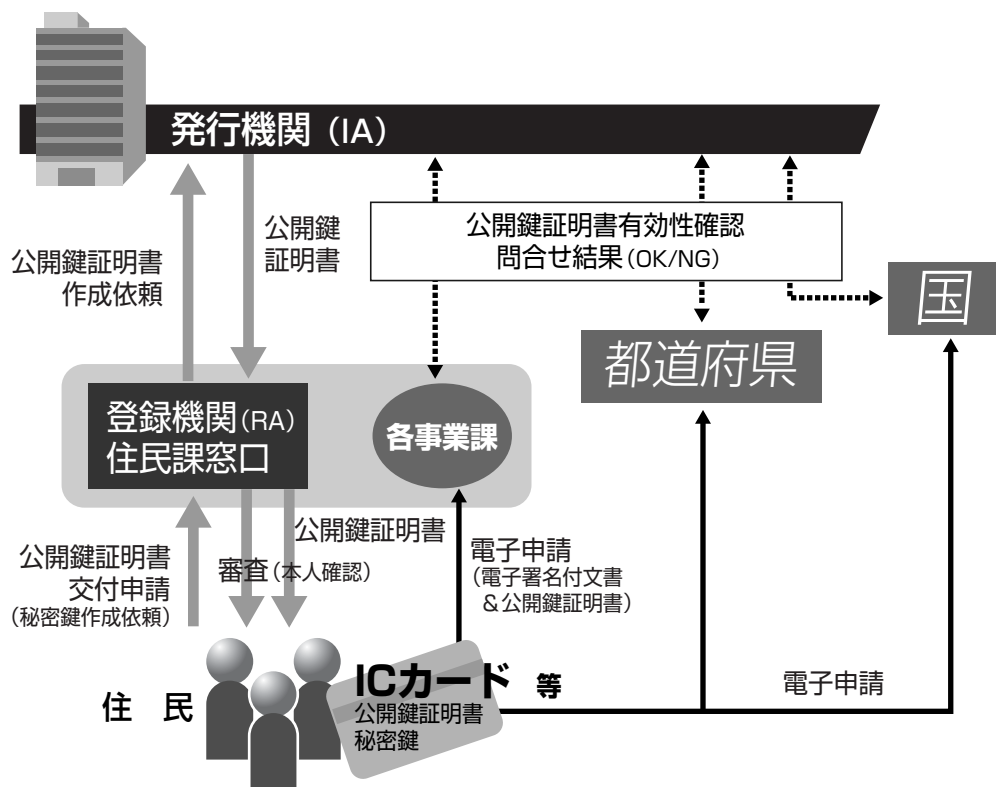 発行機関（IA）
公開鍵
証明書
公開鍵証明書有効性確認
問合せ結果（OK/NG）
公開鍵証明書
作成依頼
国
都道府県
登録機関（RA）
住民課窓口
各事業課
公開鍵証明書
電子申請
（電子署名付文書
＆公開鍵証明書）
公開鍵証明書
交付申請
（秘密鍵作成依頼）
審査（本人確認）
ICカード 等
公開鍵証明書
秘密鍵
住 民
電子申請